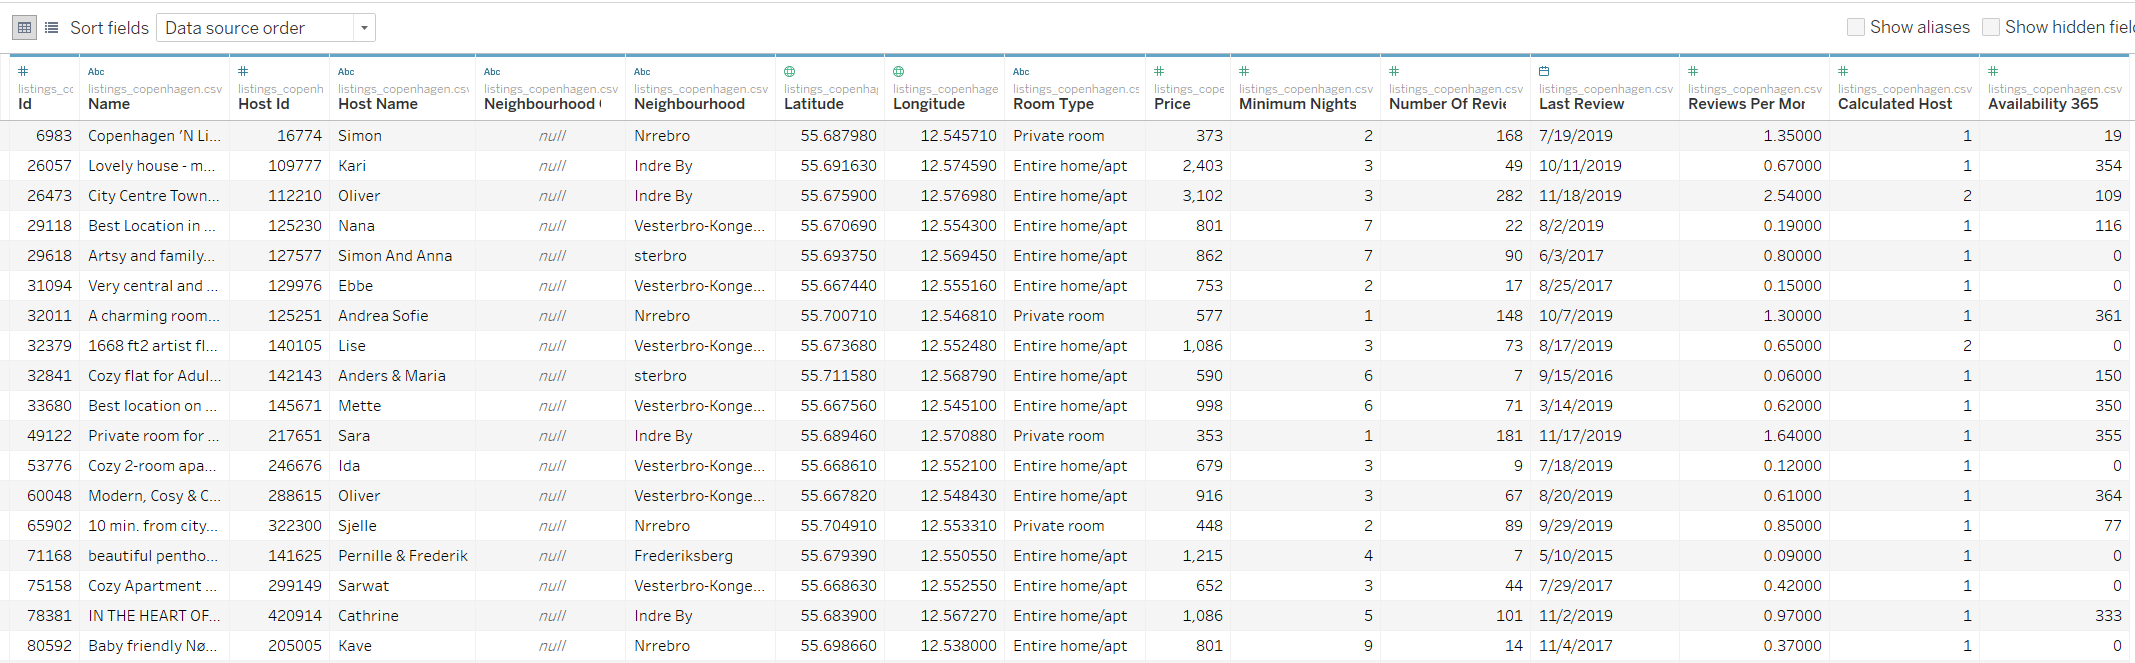 Sort fields Data source order Show aliases Show hidden fiel
# Abc # Abc Abc Abc Abc # # # # # #
listings_cc listings_copenhagen.csv listings_copenh listings_copenhagen.csv listings_copenhagen.csv listings_copenhagen.csv listings_copenhag listings_copenhage listings_copenhagen.cs listings_cope listings_copenhagen.csv listings_copenhagen.csv listings_copenhagen.csv listings_copenhagen.csv listings_copenhagen.csv listings_copenhagen.csv
Id Name Host Id Host Name Neighbourhood Neighbourhood Latitude Longitude Room Type Price Minimum Nights Number Of Revie Last Review Reviews Per Mor Calculated Host Availability 365
6983 Copenhagen 'N Li... 16774 Simon null Nrrebro 55.687980 12.545710 Private room 373 2 168 7/19/2019 1.35000 1 19
26057 Lovely house - m... 109777 Kari null Indre By 55.691630 12.574590 Entire home/apt 2,403 3 49 10/11/2019 0.67000 1 354
26473 City Centre Town... 112210 Oliver null Indre By 55.675900 12.576980 Entire home/apt 3,102 3 282 11/18/2019 2.54000 2 109
29118 Best Location in ... 125230 Nana null Vesterbro-Konge... 55.670690 12.554300 Entire home/apt 801 7 22 8/2/2019 0.19000 1 116
29618 Artsy and family... 127577 Simon And Anna null sterbro 55.693750 12.569450 Entire home/apt 862 7 90 6/3/2017 0.80000 1 0
31094 Very central and ... 129976 Ebbe null Vesterbro-Konge... 55.667440 12.555160 Entire home/apt 753 2 17 8/25/2017 0.15000 1 0
32011 A charming room... 125251 Andrea Sofie null Nrrebro 55.700710 12.546810 Private room 577 1 148 10/7/2019 1.30000 1 361
32379 1668 ft2 artist fl... 140105 Lise null Vesterbro-Konge... 55.673680 12.552480 Entire home/apt 1,086 3 73 8/17/2019 0.65000 2 0
32841 Cozy flat for Adul... 142143 Anders & Maria null sterbro 55.711580 12.568790 Entire home/apt 590 6 7 9/15/2016 0.06000 1 150
33680 Best location on ... 145671 Mette null Vesterbro-Konge... 55.667560 12.545100 Entire home/apt 998 6 71 3/14/2019 0.62000 1 350
49122 Private room for ... 217651 Sara null Indre By 55.689460 12.570880 Private room 353 1 181 11/17/2019 1.64000 1 355
53776 Cozy 2-room apa... 246676 Ida null Vesterbro-Konge... 55.668610 12.552100 Entire home/apt 679 3 9 7/18/2019 0.12000 1 0
60048 Modern, Cosy & C... 288615 Oliver null Vesterbro-Konge... 55.667820 12.548430 Entire home/apt 916 3 67 8/20/2019 0.61000 1 364
65902 10 min. from city... 322300 Sjelle null Nrrebro 55.704910 12.553310 Private room 448 2 89 9/29/2019 0.85000 1 77
71168 beautiful pentho... 141625 Pernille & Frederik null Frederiksberg 55.679390 12.550550 Entire home/apt 1,215 4 7 5/10/2015 0.09000 1 0
75158 Cozy Apartment ... 299149 Sarwat null Vesterbro-Konge... 55.668630 12.552550 Entire home/apt 652 3 44 7/29/2017 0.42000 1 0
78381 IN THE HEART OF... 420914 Cathrine null Indre By 55.683900 12.567270 Entire home/apt 1,086 5 101 11/2/2019 0.97000 1 333
80592 Baby friendly Nø... 205005 Kave null Nrrebro 55.698660 12.538000 Entire home/apt 801 9 14 11/4/2017 0.37000 1 0